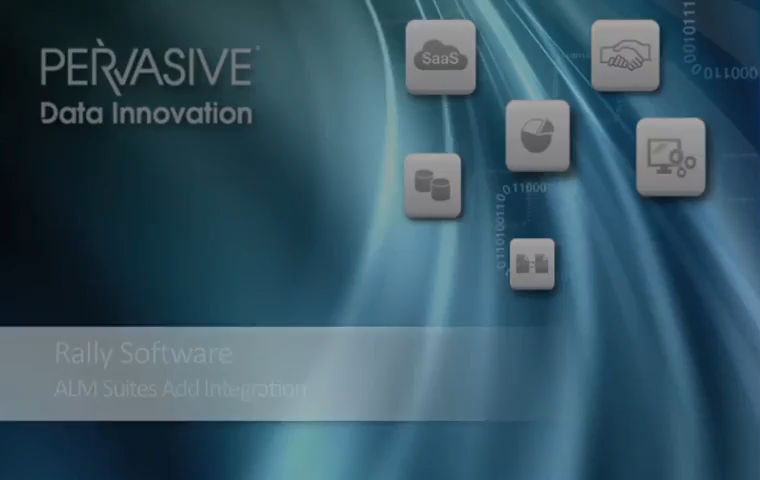 PERVASIVE
Data Innovation
SaaS
Rally Software
ALM Suites Add Integration